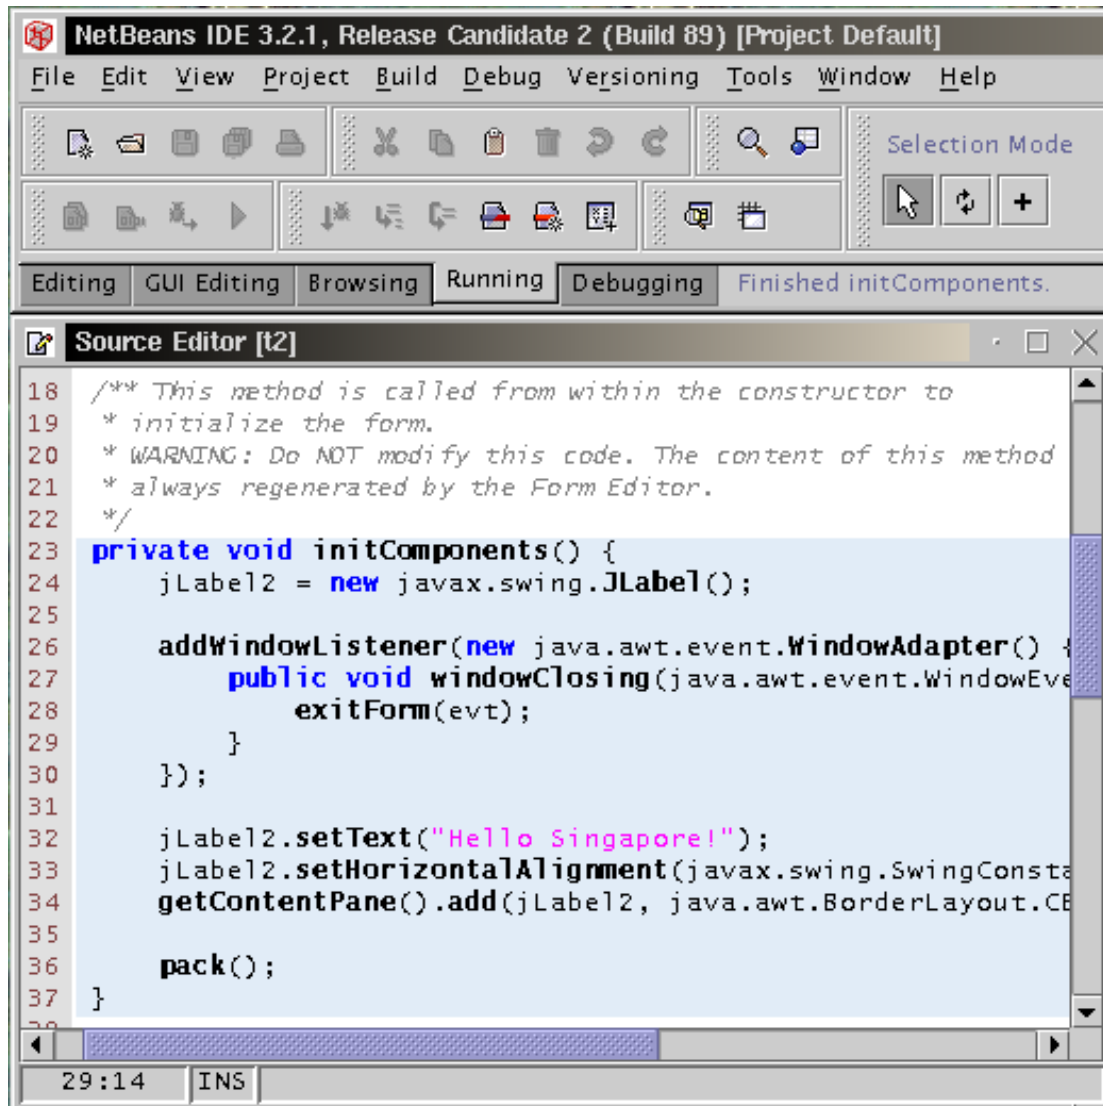 NetBeans IDE 3.2.1, Release Candidate 2 (Build 89) [Project Default]
File Edit View Project Build Debug Versioning Tools Window Help
Selection Mode
Editing GUI Editing Browsing Running Debugging Finished initComponents.
Source Editor [t2]
18 /** This method is called from within the constructor to
19 * initialize the form.
20 * WARNING: Do NOT modify this code. The content of this method
21 * always regenerated by the Form Editor.
22 */
23 private void initComponents() {
24 jLabel2 = new javax.swing.JLabel();
25
26 addWindowListener(new java.awt.event.WindowAdapter() {
27 public void windowClosing(java.awt.event.WindowEve
28 exitForm(evt);
29 }
30 });
31
32 jLabel2.setText("Hello Singapore!");
33 jLabel2.setHorizontalAlignment(javax.swing.SwingConsta
34 getContentPane().add(jLabel2, java.awt.BorderLayout.CE
35
36 pack();
37 }
29:14 INS